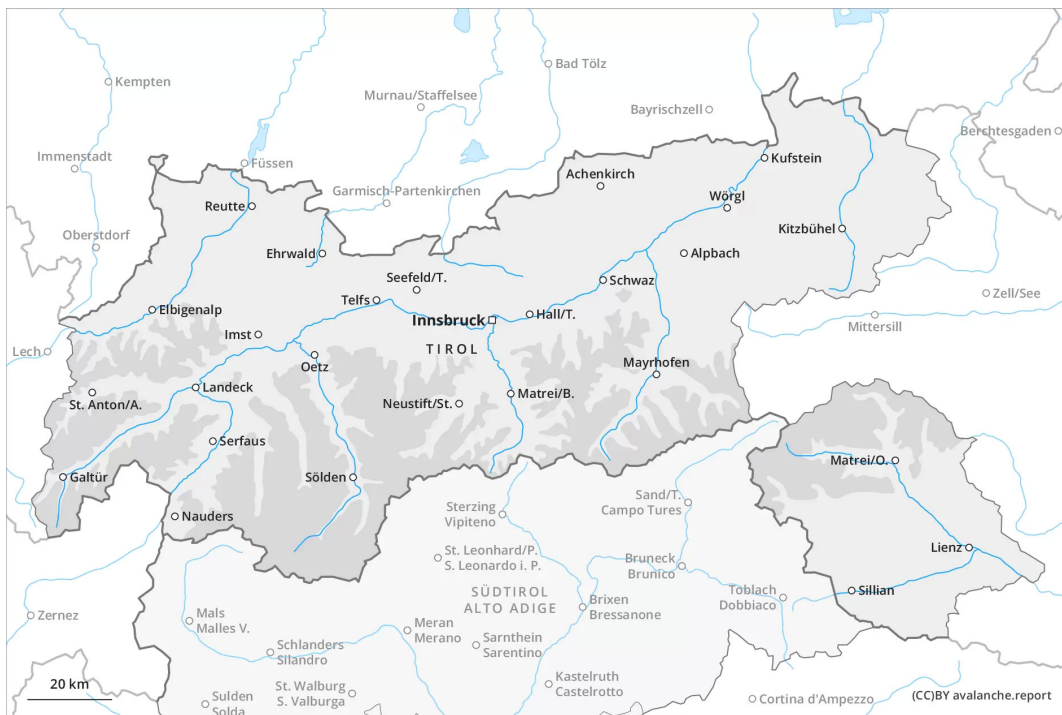 Kempten
Bad Tölz
Murnau/Staffelsee
Bayrischzell
Berchtesgaden
Immenstadt
Füssen
Kufstein
Achenkirch
Garmisch-Partenkirchen
Reutte
Wörgl
Kitzbühel
Oberstdorf
Ehrwald
Alpbach
Seefeld/T.
Schwaz
Zell/See
Telfs
Elbigenalp
Innsbruck
Hall/T.
Mittersill
Imst
TIROL
Lech
Oetz
Mayrhofen
Landeck
St. Anton/A.
Neustift/St.
Matrei/B.
Serfaus
Matrei/O.
Galtür
Sölden
Sand/T.
Campo Tures
Nauders
Sterzing
Vipiteno
Lienz
St. Leonhard/P.
S. Leonardo i. P.
Bruneck
Brunico
SÜDTIROL
ALTO ADIGE
Toblach
Dobbiaco
Sillian
Brixen
Bressanone
Zernez
Mals
Malles V.
Meran
Merano
Sarnthein
Sarentino
Schlanders
Silandro
Kastelruth
Castelrotto
20 km
St. Walburg
S. Valburga
Sulden
Solda
Cortina d'Ampezzo
(CC)BY avalanche.report